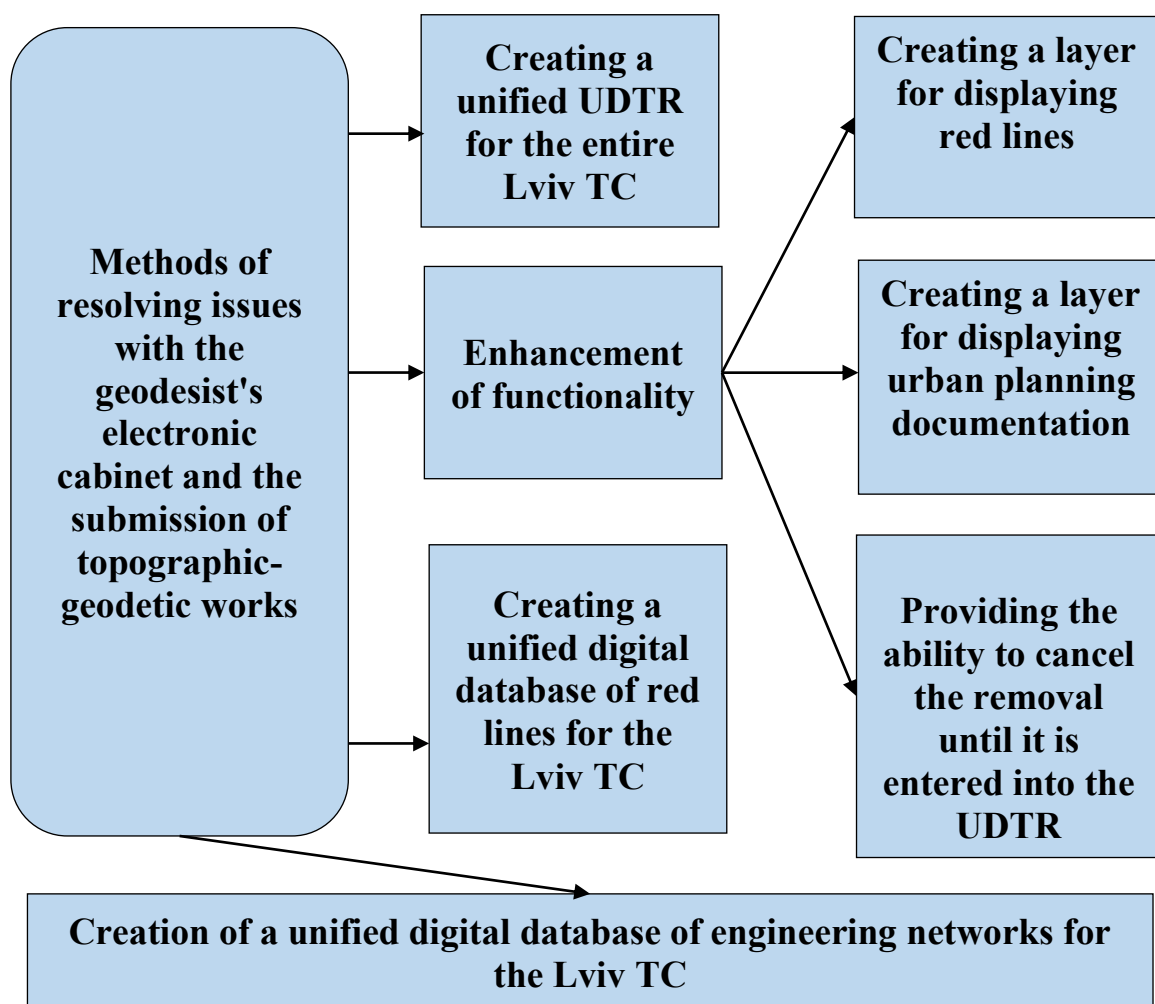 Methods of
resolving issues
with the
geodesist's
electronic
cabinet and the
submission of
topographic-
geodetic works
Creating a
unified UDTR
for the entire
Lviv TC
Enhancement
of functionality
Creating a
unified digital
database of red
lines for the
Lviv TC
Creating a layer
for displaying
red lines
Creating a layer
for displaying
urban planning
documentation
Providing the
ability to cancel
the removal
until it is
entered into the
UDTR
Creation of a unified digital database of engineering networks for
the Lviv TC